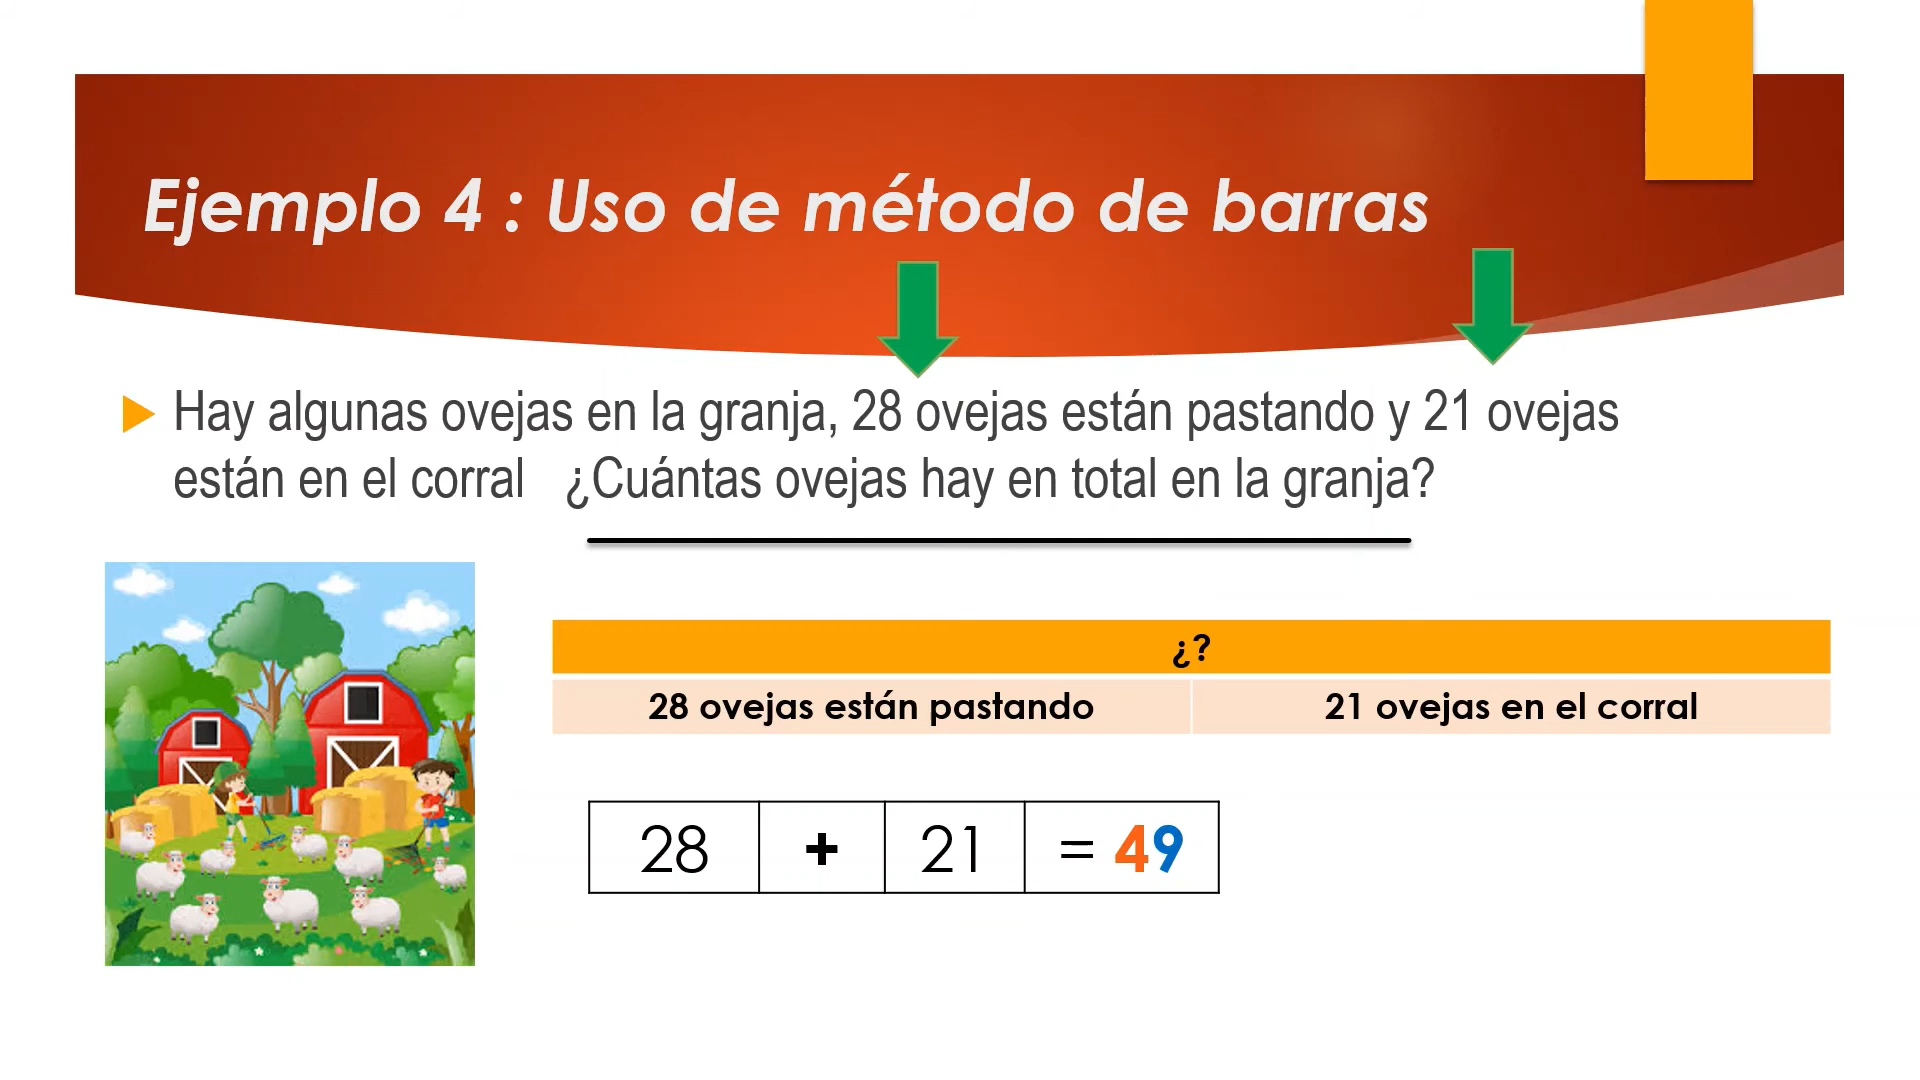 Ejemplo 4 : Uso de método de barras
Hay algunas ovejas en la granja, 28 ovejas están pastando y 21 ovejas
están en el corral ¿Cuántas ovejas hay en total en la granja?
¿?
28 ovejas están pastando 21 ovejas en el corral
28 + 21 = 49